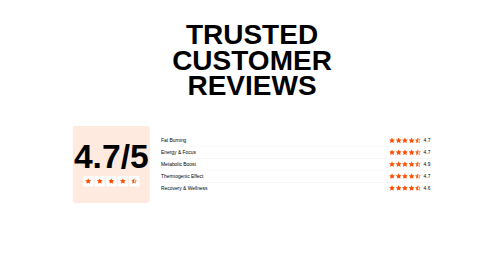 TRUSTED
CUSTOMER
REVIEWS
4.7/5
Fat Burning 4.7
Energy & Focus 4.7
Metabolic Boost 4.9
Thermogenic Effect 4.7
Recovery & Wellness 4.6